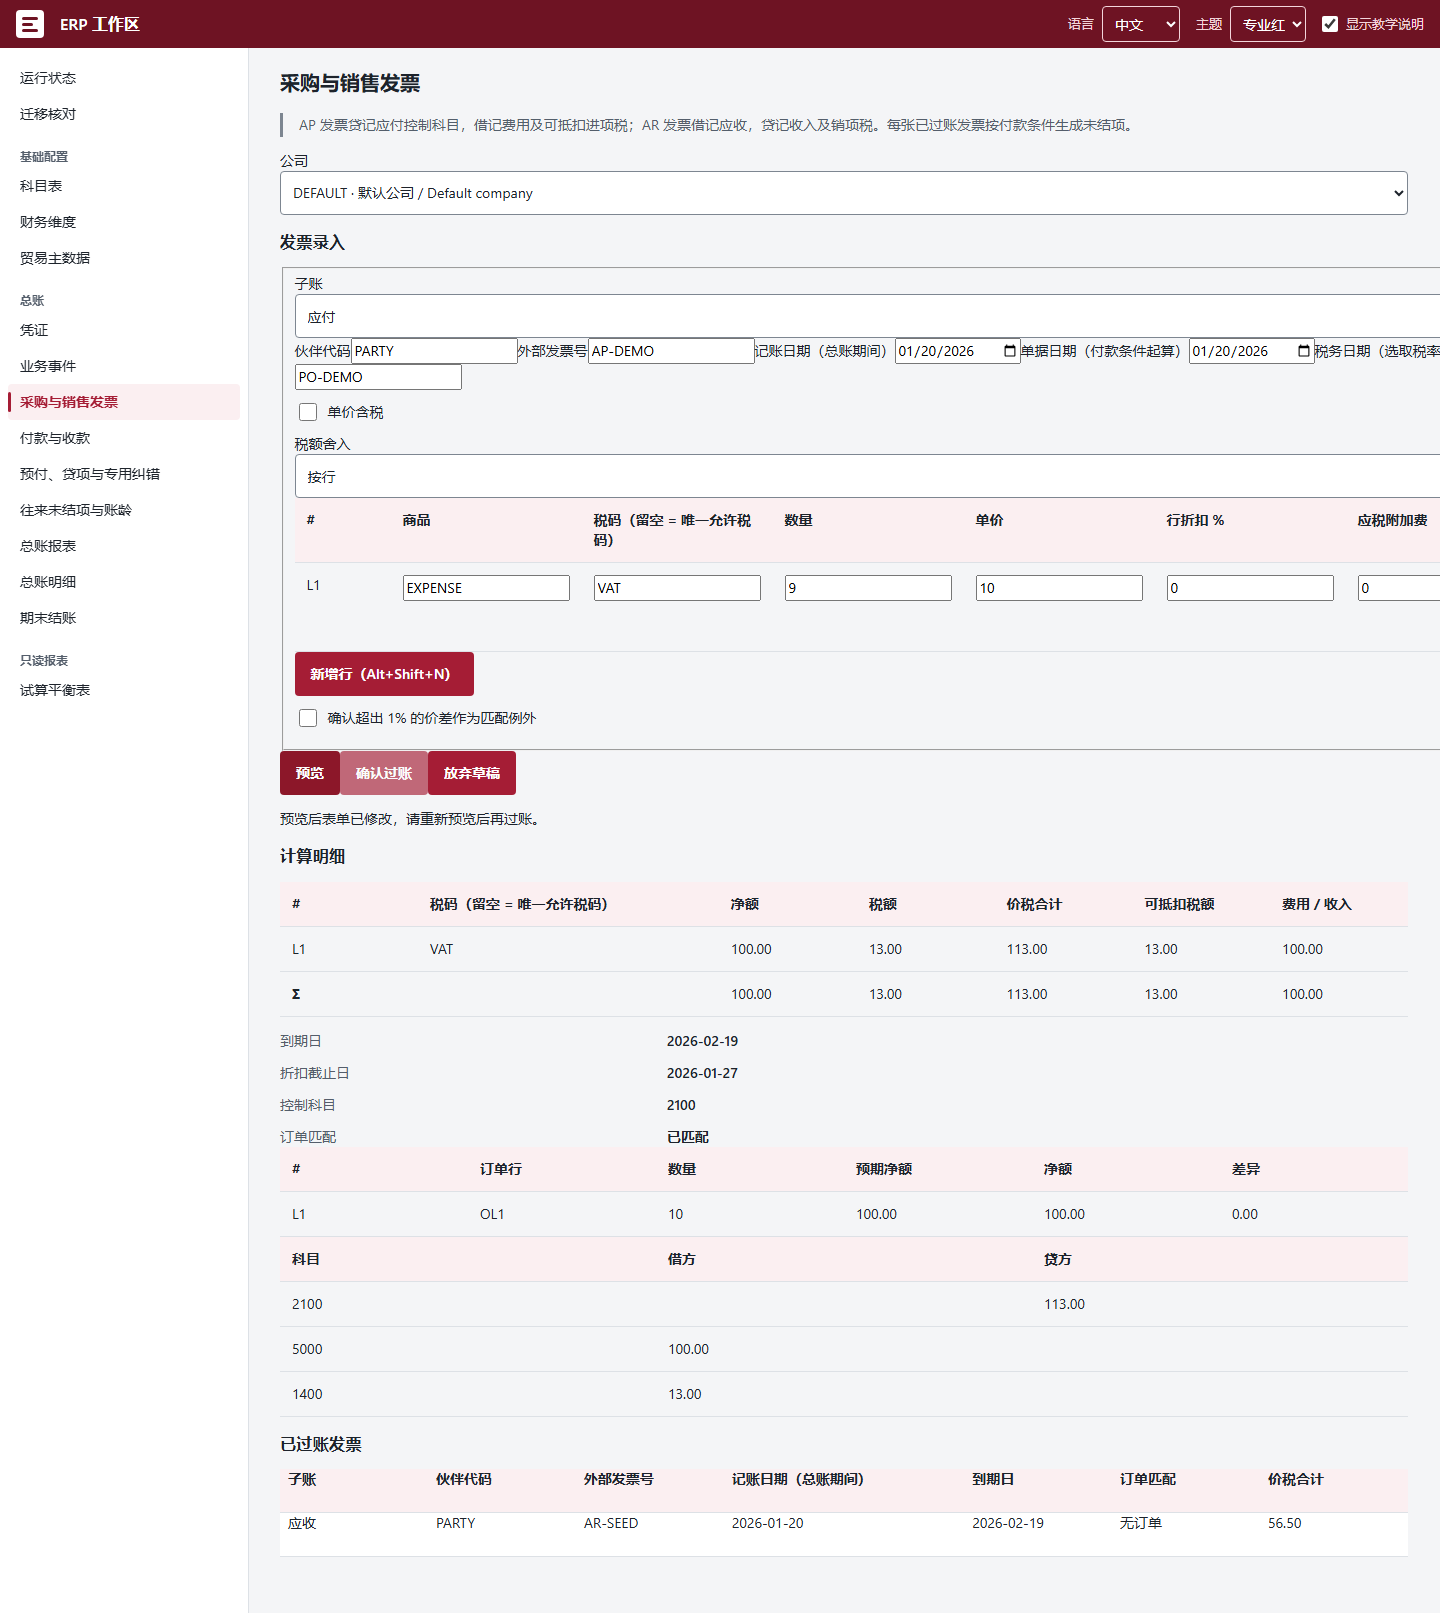 ERP 工作区
语言 中文 主题 专业红 显示教学说明
运行状态
迁移核对
基础配置
科目表
财务维度
贸易主数据
总账
凭证
业务事件
采购与销售发票
付款与收款
预付、贷项与专用纠错
往来未结项与账龄
总账报表
总账明细
期末结账
只读报表
试算平衡表
采购与销售发票
AP 发票贷记应付控制科目，借记费用及可抵扣进项税；AR 发票借记应收，贷记收入及销项税。每张已过账发票按付款条件生成未结项。
公司
DEFAULT · 默认公司 / Default company
发票录入
子账
应付
伙伴代码 PARTY 外部发票号 AP-DEMO 记账日期（总账期间） 01/20/2026 单据日期（付款条件起算） 01/20/2026 税务日期（选取税率
PO-DEMO
单价含税
税额舍入
按行
# 商品 税码（留空 = 唯一允许税码） 数量 单价 行折扣 % 应税附加费
L1 EXPENSE VAT 9 10 0 0
新增行（Alt+Shift+N）
确认超出 1% 的价差作为匹配例外
预览 确认过账 放弃草稿
预览后表单已修改，请重新预览后再过账。
计算明细
# 税码（留空 = 唯一允许税码） 净额 税额 价税合计 可抵扣税额 费用 / 收入
L1 VAT 100.00 13.00 113.00 13.00 100.00
Σ 100.00 13.00 113.00 13.00 100.00
到期日 2026-02-19
折扣截止日 2026-01-27
控制科目 2100
订单匹配 已匹配
# 订单行 数量 预期净额 净额 差异
L1 OL1 10 100.00 100.00 0.00
科目 借方 贷方
2100 113.00
5000 100.00
1400 13.00
已过账发票
子账 伙伴代码 外部发票号 记账日期（总账期间） 到期日 订单匹配 价税合计
应收 PARTY AR-SEED 2026-01-20 2026-02-19 无订单 56.50